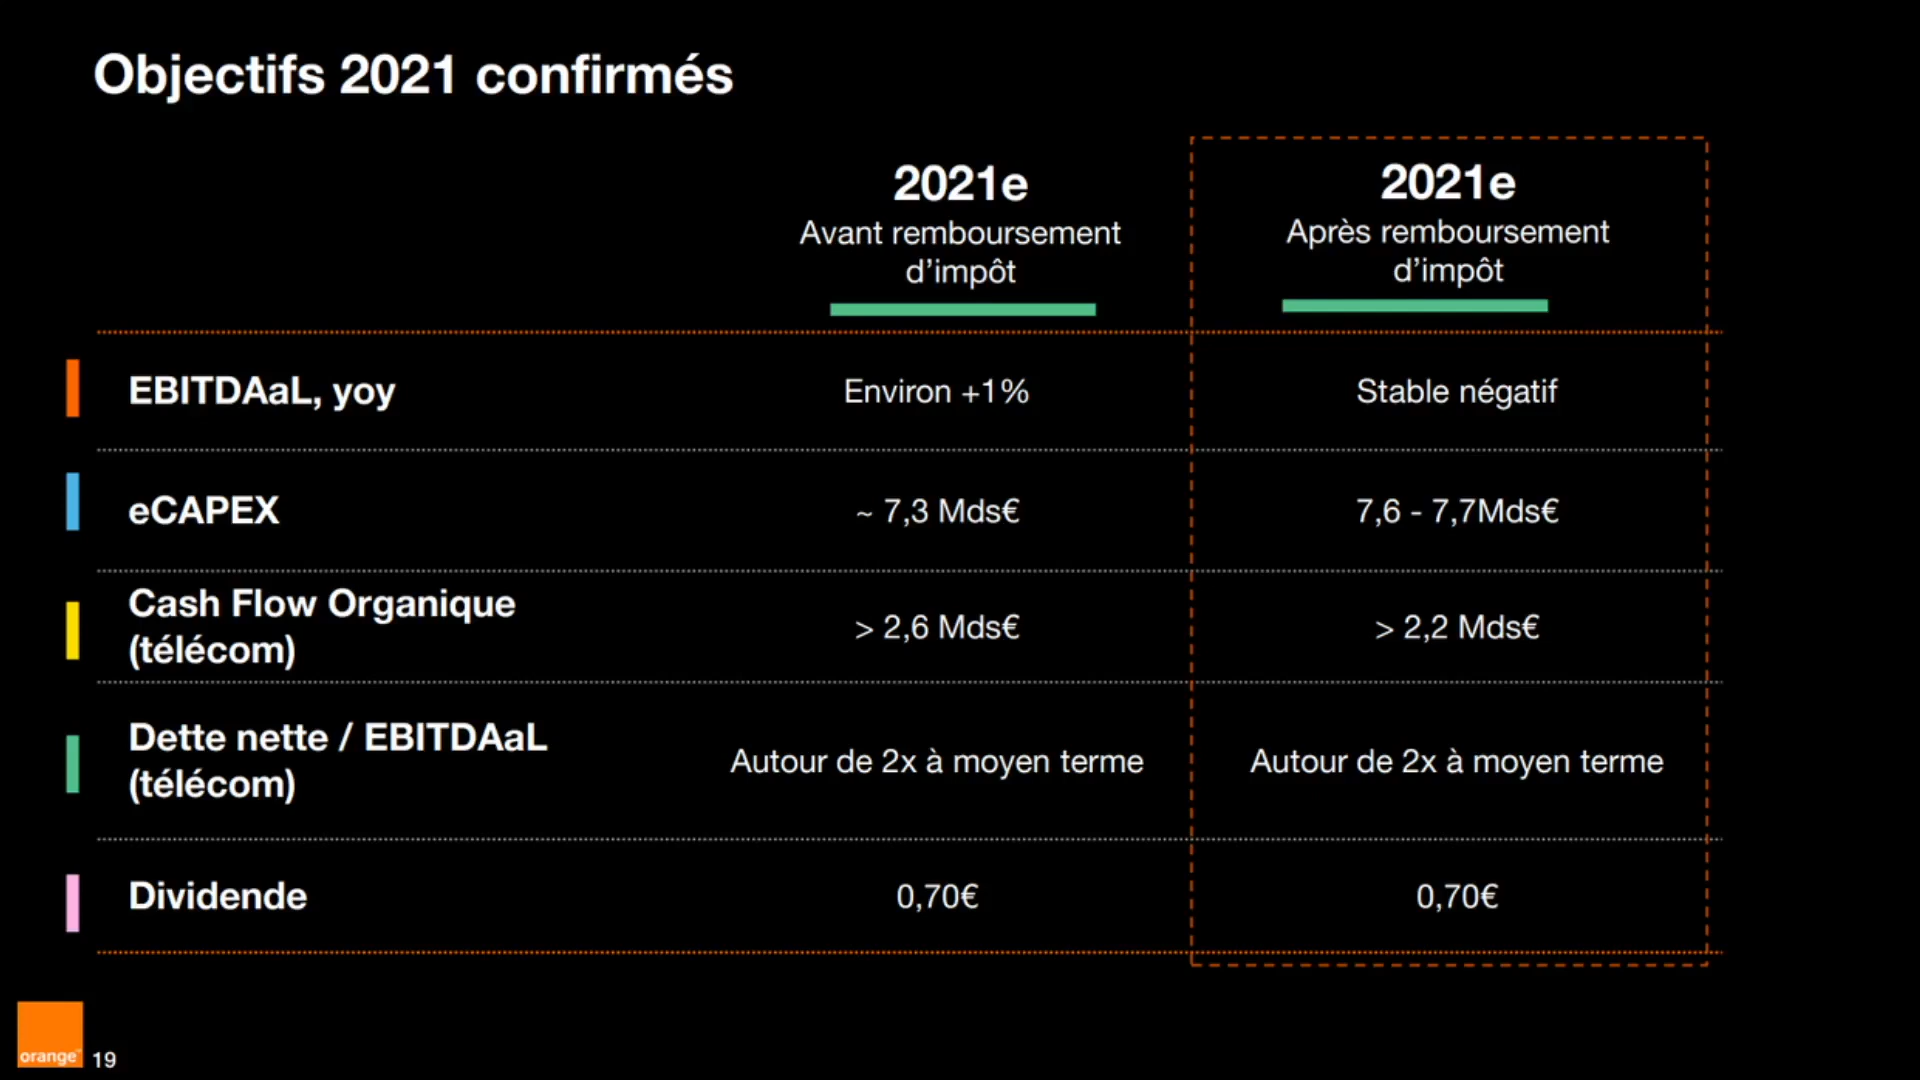 Objectifs 2021 confirmés
2021e
Avant remboursement
d’impôt
2021e
Après remboursement
d’impôt
EBITDAaL, yoy
Environ +1%
Stable négatif
eCAPEX
~ 7,3 Mds€
7,6 - 7,7Mds€
Cash Flow Organique
(télécom)
> 2,6 Mds€
> 2,2 Mds€
Dette nette / EBITDAaL
(télécom)
Autour de 2x à moyen terme
Autour de 2x à moyen terme
Dividende
0,70€
0,70€
orange™
19